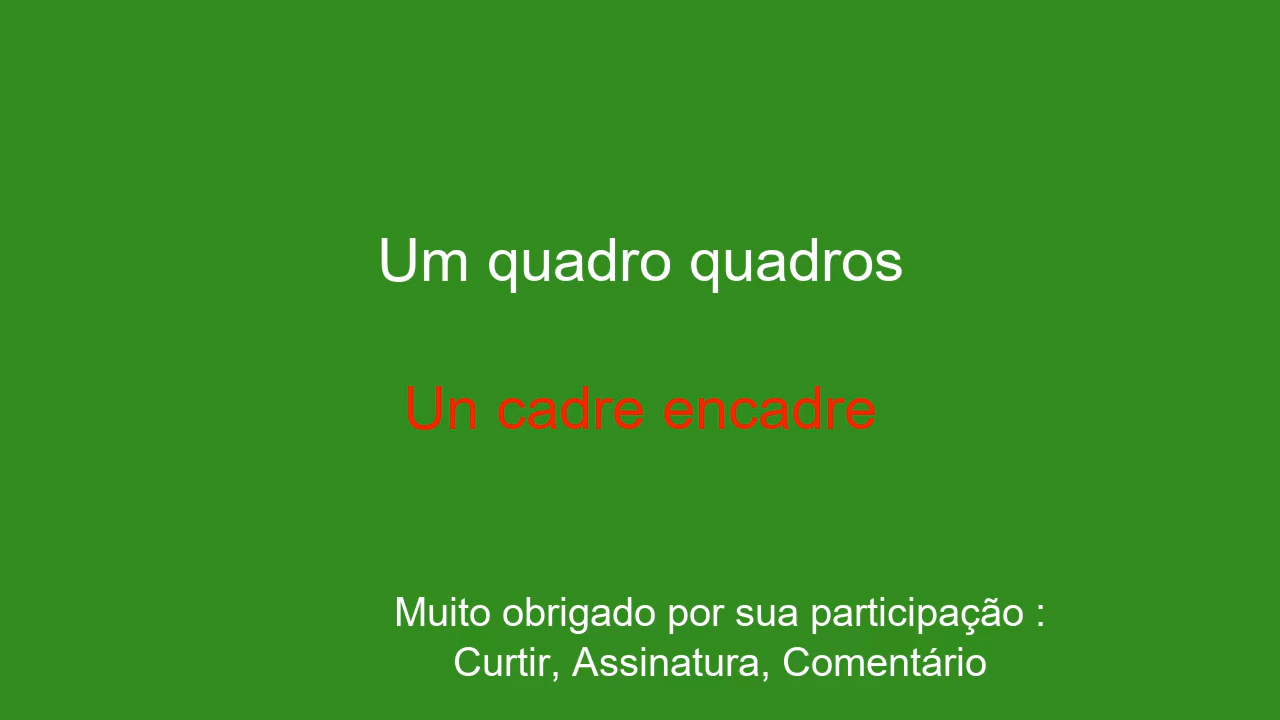 Um quadro quadros
Un cadre encadre
Muito obrigado por sua participação :
Curtir, Assinatura, Comentário